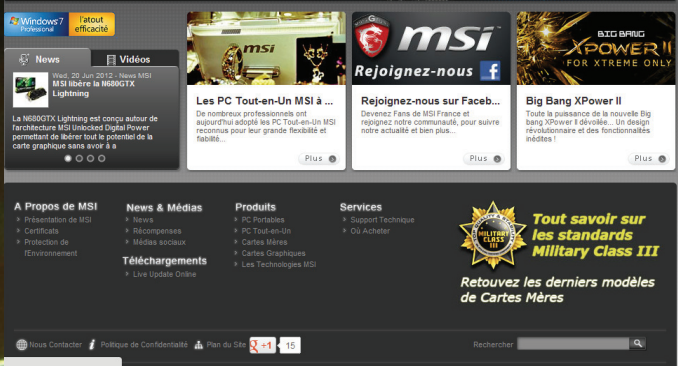 Windows 7
Professional
l'atout
efficacité
News
Vidéos
Wed, 20 Jun 2012 - News MSI
MSI libère la N680GTX
Lightning
La N680GTX Lightning est conçu autour de
l'architecture MSI Unlocked Digital Power
permettant de libérer tout le potentiel de la
carte graphique sans avoir à a
msi
Les PC Tout-en-Un MSI à ...
De nombreux professionnels ont
aujourd'hui adopté les PC Tout-en-Un MSI
reconnus pour leur grande flexibilité et
fiabilité...
Plus
msi
Rejoignez-nous f
Rejoignez-nous sur Faceb...
Devenez Fans de MSI France et
rejoignez notre communauté, pour suivre
notre actualité et bien plus...
Plus
BIG BANG
XPOWER II
FOR XTREME ONLY
Big Bang XPower II
Toute la puissance de la nouvelle Big
bang XPower II dévoilée... Un design
révolutionnaire et des fonctionnalités
inédites !
Plus
A Propos de MSI
Présentation de MSI
Certificats
Protection de
l'Environnement
News & Médias
News
Récompenses
Médias sociaux
Téléchargements
Live Update Online
Produits
PC Portables
PC Tout-en-Un
Cartes Mères
Cartes Graphiques
Les Technologies MSI
Services
Support Technique
Où Acheter
MILITARY
CLASS
III
Tout savoir sur
les standards
Military Class III
Retouvez les derniers modèles
de Cartes Mères
Nous Contacter
Politique de Confidentialité
Plan du Site
g +1
15
Rechercher